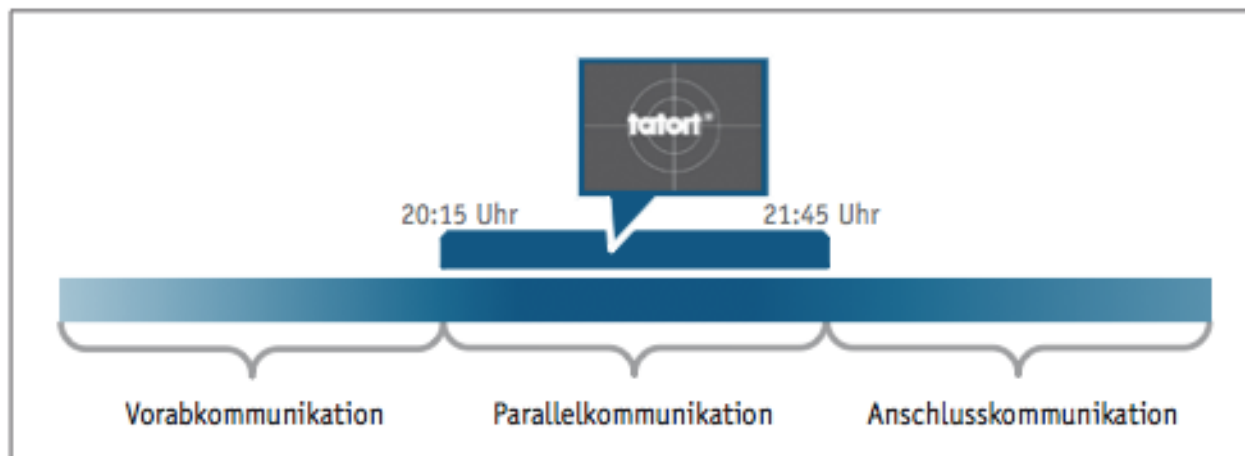 tatort®
20:15 Uhr
21:45 Uhr
Vorabkommunikation
Parallelkommunikation
Anschlusskommunikation